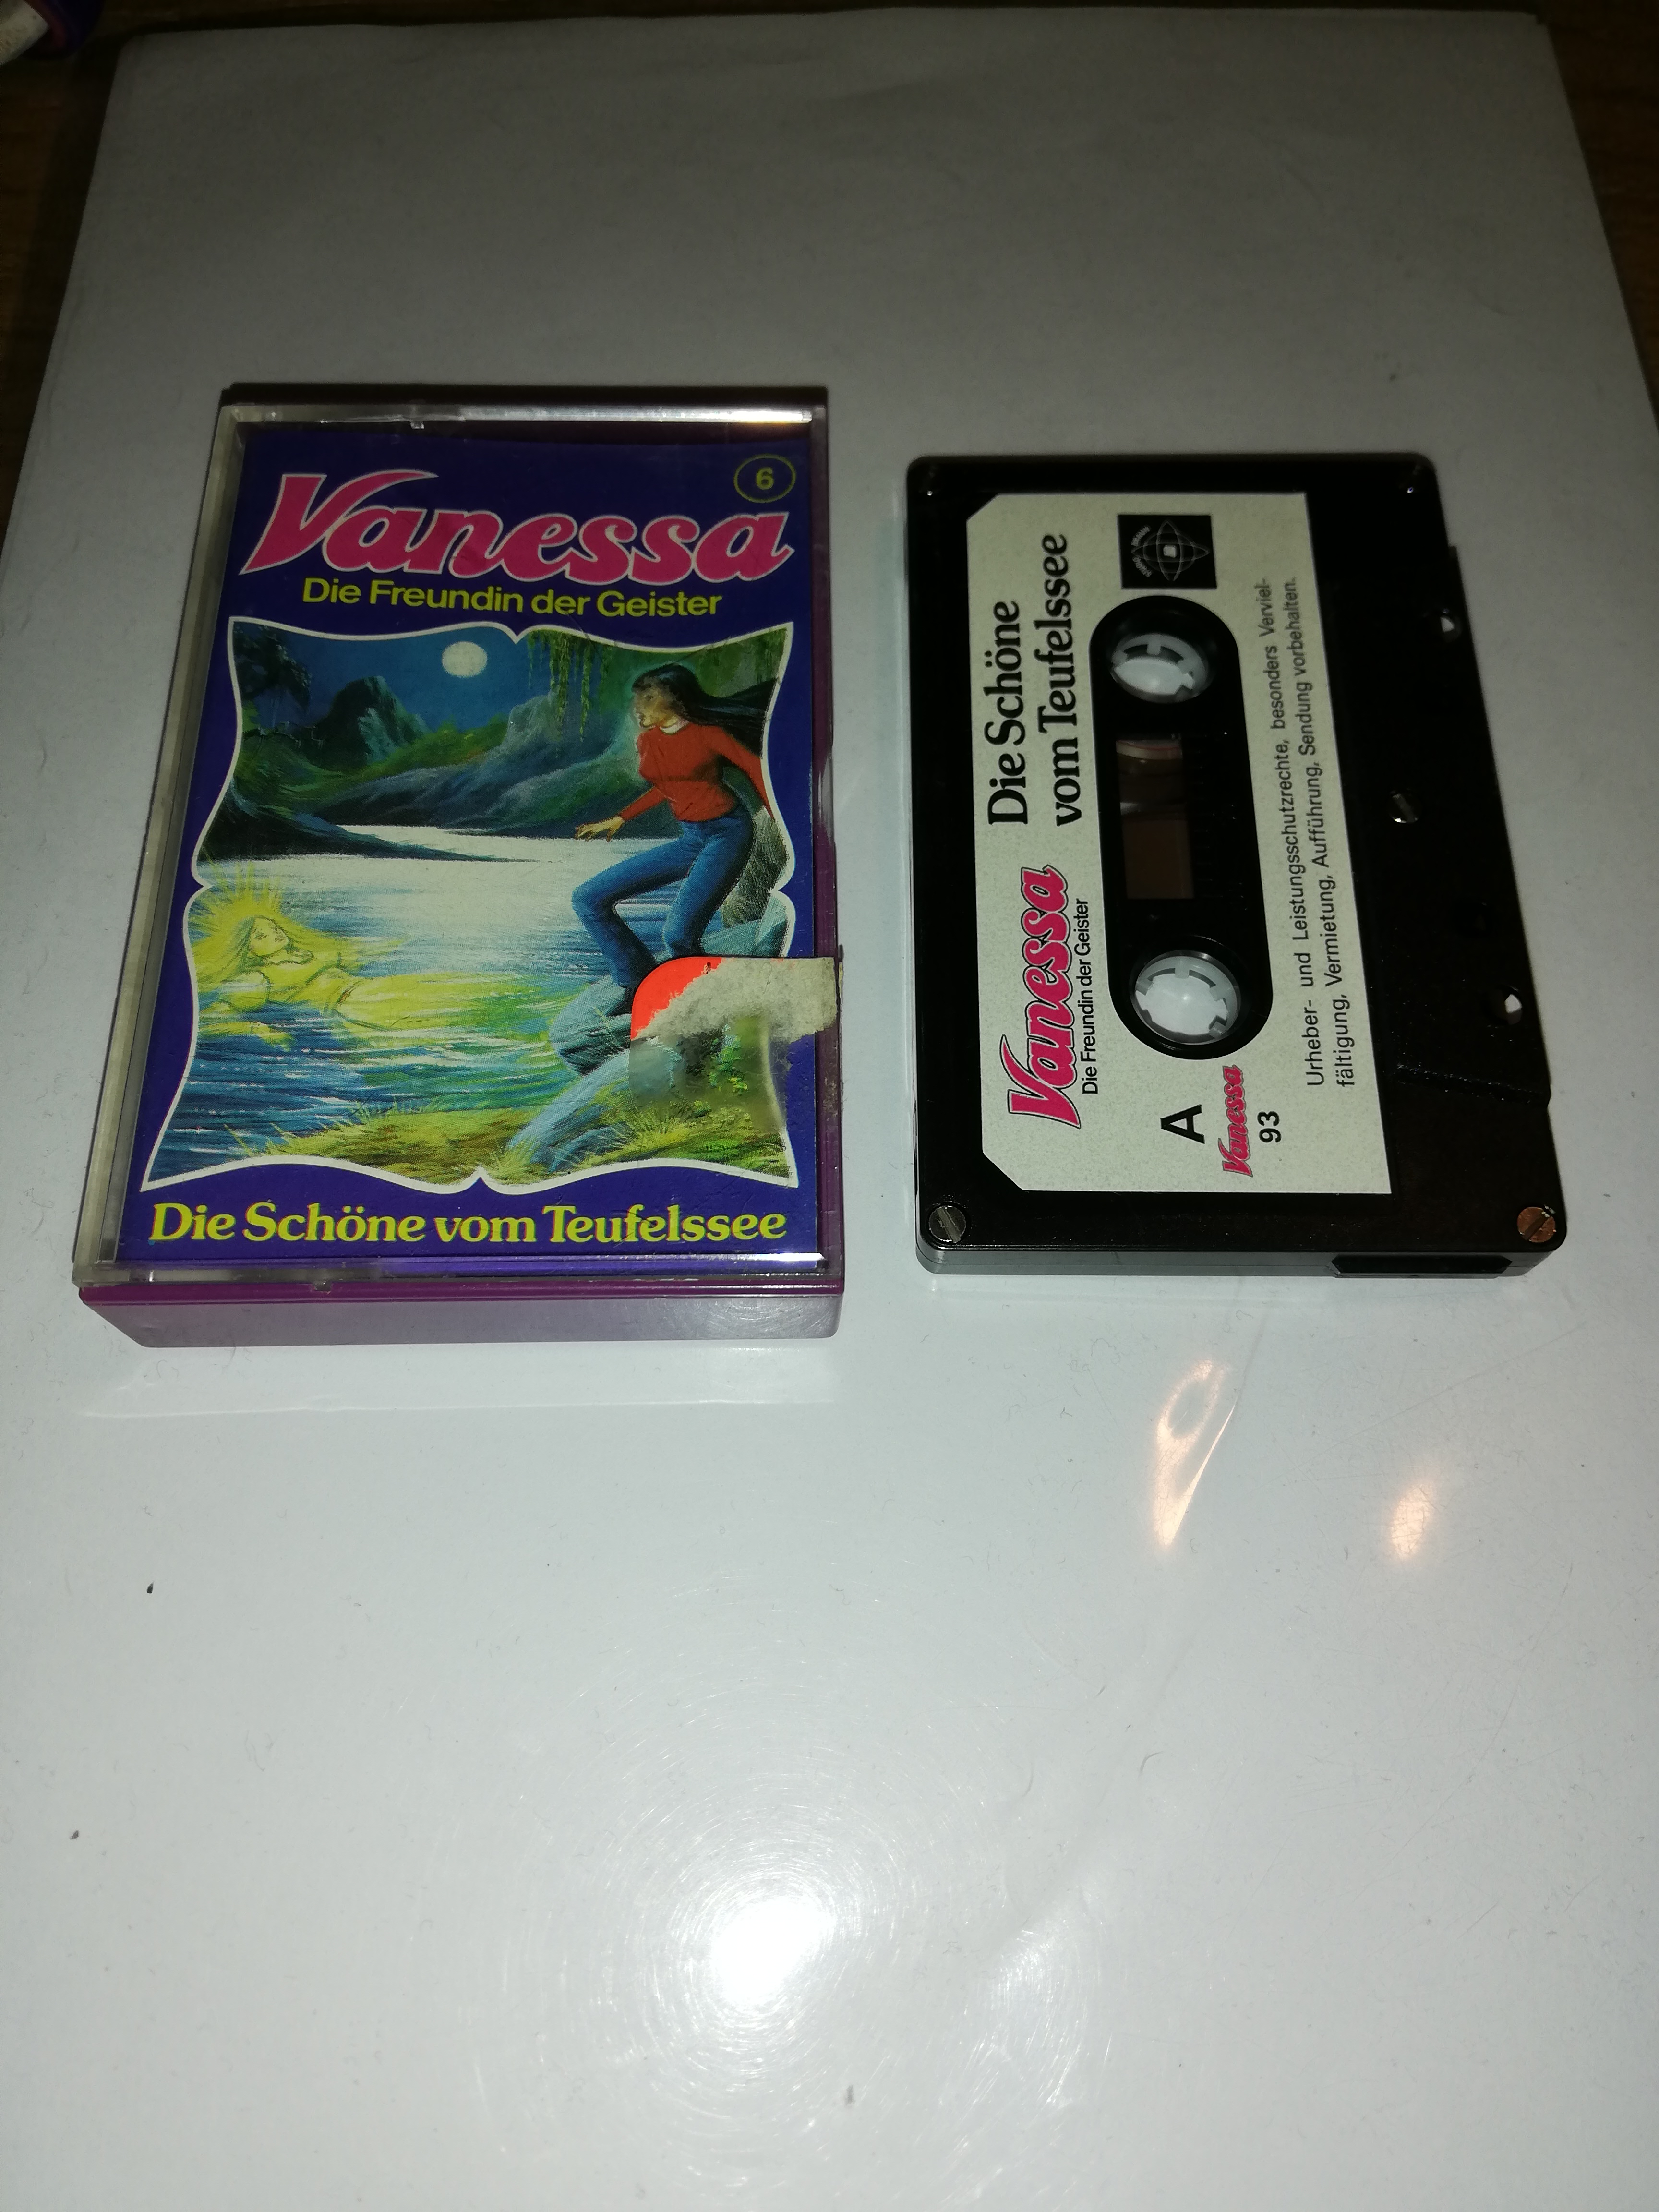 6
Vanessa
Die Freundin der Geister
Die Schöne vom Teufelssee
Vanessa
Die Freundin der Geister
Die Schöne
vom Teufelssee
A
Vanessa
93
Urheber- und Leistungsschutzrechte, besonders Verviel-
fältigung, Vermietung, Aufführung, Sendung vorbehalten.